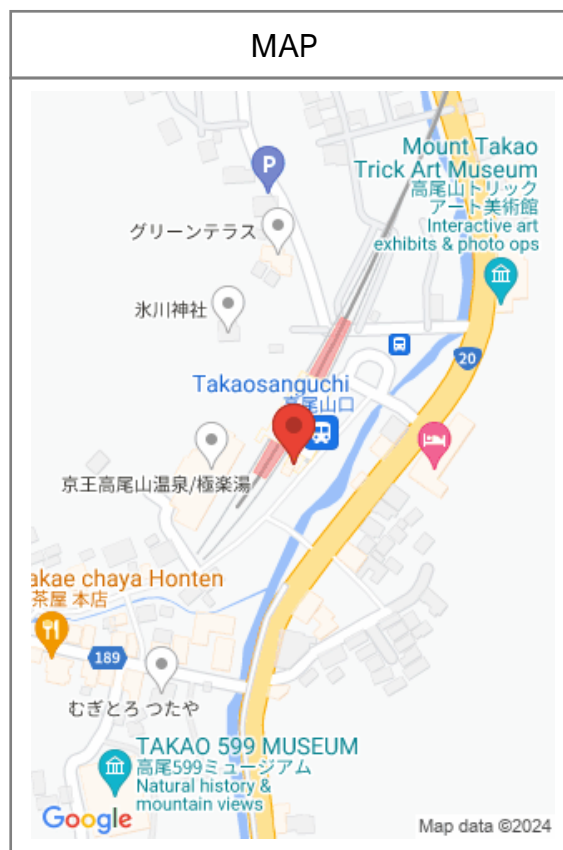 MAP
Mount Takao
Trick Art Museum
高尾山トリック
アート美術館
Interactive art
exhibits & photo ops
P
グリーンテラス
氷川神社
20
Takaosanguchi
高尾山口
京王高尾山温泉/極楽湯
akae chaya Honten
茶屋 本店
189
むぎとろ つたや
TAKAO 599 MUSEUM
高尾599ミュージアム
Natural history &
mountain views
Google
Map data ©2024